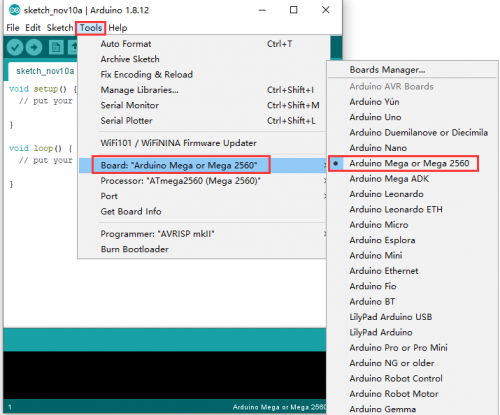 sketch_nov10a | Arduino 1.8.12
File Edit Sketch Tools Help
sketch_nov10a
void setup() {
// put your
}
void loop() {
// put your
}
Auto Format Ctrl+T
Archive Sketch
Fix Encoding & Reload
Manage Libraries... Ctrl+Shift+I
Serial Monitor Ctrl+Shift+M
Serial Plotter Ctrl+Shift+L
WiFi101 / WiFiNINA Firmware Updater
Board: "Arduino Mega or Mega 2560"
Processor: "ATmega2560 (Mega 2560)"
Port
Get Board Info
Programmer: "AVRISP mkII"
Burn Bootloader
Boards Manager...
Arduino AVR Boards
Arduino Yún
Arduino Uno
Arduino Duemilanove or Diecimila
Arduino Nano
Arduino Mega or Mega 2560
Arduino Mega ADK
Arduino Leonardo
Arduino Leonardo ETH
Arduino Micro
Arduino Esplora
Arduino Mini
Arduino Ethernet
Arduino Fio
Arduino BT
LilyPad Arduino USB
LilyPad Arduino
Arduino Pro or Pro Mini
Arduino NG or older
Arduino Robot Control
Arduino Robot Motor
Arduino Gemma
1 Arduino Mega or Mega 2560